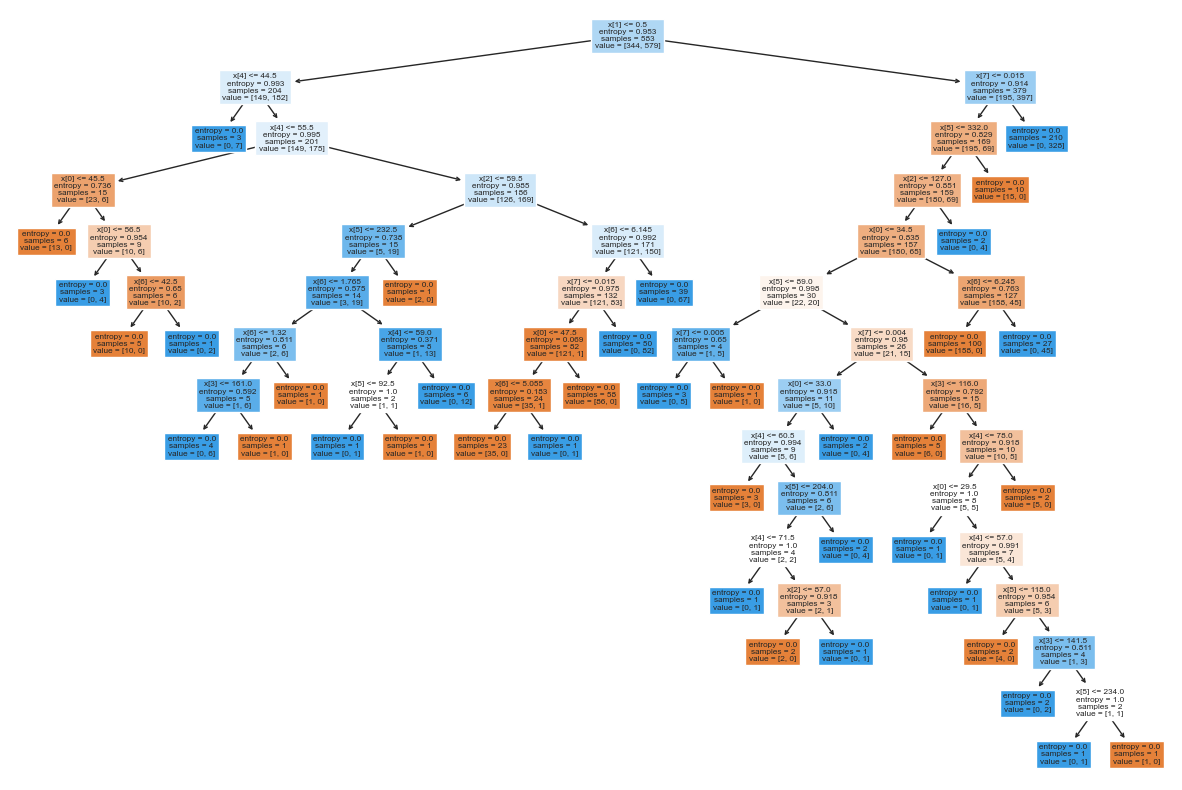 x[1] <= 0.5
entropy = 0.953
samples = 583
value = [344, 579]
x[4] <= 44.5
entropy = 0.993
samples = 204
value = [149, 182]
x[7] <= 0.015
entropy = 0.914
samples = 379
value = [195, 397]
entropy = 0.0
samples = 3
value = [0, 7]
x[4] <= 55.5
entropy = 0.995
samples = 201
value = [149, 175]
x[5] <= 332.0
entropy = 0.829
samples = 169
value = [195, 69]
entropy = 0.0
samples = 210
value = [0, 328]
x[0] <= 45.5
entropy = 0.736
samples = 15
value = [23, 6]
x[2] <= 59.5
entropy = 0.985
samples = 186
value = [126, 169]
x[2] <= 127.0
entropy = 0.851
samples = 159
value = [180, 69]
entropy = 0.0
samples = 10
value = [15, 0]
entropy = 0.0
samples = 6
value = [13, 0]
x[0] <= 56.5
entropy = 0.954
samples = 9
value = [10, 6]
x[5] <= 232.5
entropy = 0.738
samples = 15
value = [5, 19]
x[6] <= 6.145
entropy = 0.992
samples = 171
value = [121, 150]
x[0] <= 34.5
entropy = 0.835
samples = 157
value = [180, 65]
entropy = 0.0
samples = 2
value = [0, 4]
entropy = 0.0
samples = 3
value = [0, 4]
x[6] <= 42.5
entropy = 0.65
samples = 6
value = [10, 2]
x[6] <= 1.765
entropy = 0.575
samples = 14
value = [3, 19]
entropy = 0.0
samples = 1
value = [2, 0]
x[7] <= 0.015
entropy = 0.975
samples = 132
value = [121, 83]
entropy = 0.0
samples = 39
value = [0, 67]
x[5] <= 89.0
entropy = 0.998
samples = 30
value = [22, 20]
x[6] <= 6.245
entropy = 0.763
samples = 127
value = [158, 45]
entropy = 0.0
samples = 5
value = [10, 0]
entropy = 0.0
samples = 1
value = [0, 2]
x[6] <= 1.32
entropy = 0.811
samples = 6
value = [2, 6]
x[4] <= 59.0
entropy = 0.371
samples = 8
value = [1, 13]
x[0] <= 47.5
entropy = 0.069
samples = 82
value = [121, 1]
entropy = 0.0
samples = 50
value = [0, 82]
x[7] <= 0.005
entropy = 0.65
samples = 4
value = [1, 5]
x[7] <= 0.004
entropy = 0.98
samples = 26
value = [21, 15]
entropy = 0.0
samples = 100
value = [158, 0]
entropy = 0.0
samples = 27
value = [0, 45]
x[3] <= 161.0
entropy = 0.592
samples = 5
value = [1, 6]
entropy = 0.0
samples = 1
value = [1, 0]
x[5] <= 92.5
entropy = 1.0
samples = 2
value = [1, 1]
entropy = 0.0
samples = 6
value = [0, 12]
x[6] <= 5.055
entropy = 0.183
samples = 24
value = [35, 1]
entropy = 0.0
samples = 58
value = [86, 0]
entropy = 0.0
samples = 3
value = [0, 5]
entropy = 0.0
samples = 1
value = [1, 0]
x[0] <= 33.0
entropy = 0.918
samples = 11
value = [5, 10]
x[3] <= 116.0
entropy = 0.792
samples = 15
value = [16, 5]
entropy = 0.0
samples = 4
value = [0, 6]
entropy = 0.0
samples = 1
value = [1, 0]
entropy = 0.0
samples = 1
value = [0, 1]
entropy = 0.0
samples = 1
value = [1, 0]
entropy = 0.0
samples = 23
value = [35, 0]
entropy = 0.0
samples = 1
value = [0, 1]
x[4] <= 60.5
entropy = 0.994
samples = 9
value = [5, 6]
entropy = 0.0
samples = 2
value = [0, 4]
entropy = 0.0
samples = 5
value = [6, 0]
x[4] <= 78.0
entropy = 0.918
samples = 10
value = [10, 5]
entropy = 0.0
samples = 3
value = [3, 0]
x[5] <= 204.0
entropy = 0.811
samples = 6
value = [2, 6]
x[0] <= 29.5
entropy = 1.0
samples = 8
value = [5, 5]
entropy = 0.0
samples = 2
value = [5, 0]
x[4] <= 71.5
entropy = 1.0
samples = 4
value = [2, 2]
entropy = 0.0
samples = 2
value = [0, 4]
entropy = 0.0
samples = 1
value = [0, 1]
x[4] <= 57.0
entropy = 0.991
samples = 7
value = [5, 4]
entropy = 0.0
samples = 1
value = [0, 1]
x[2] <= 87.0
entropy = 0.918
samples = 3
value = [2, 1]
entropy = 0.0
samples = 1
value = [0, 1]
x[5] <= 118.0
entropy = 0.954
samples = 6
value = [5, 3]
entropy = 0.0
samples = 2
value = [2, 0]
entropy = 0.0
samples = 1
value = [0, 1]
entropy = 0.0
samples = 2
value = [4, 0]
x[3] <= 141.5
entropy = 0.811
samples = 4
value = [1, 3]
entropy = 0.0
samples = 2
value = [0, 2]
x[5] <= 234.0
entropy = 1.0
samples = 2
value = [1, 1]
entropy = 0.0
samples = 1
value = [0, 1]
entropy = 0.0
samples = 1
value = [1, 0]